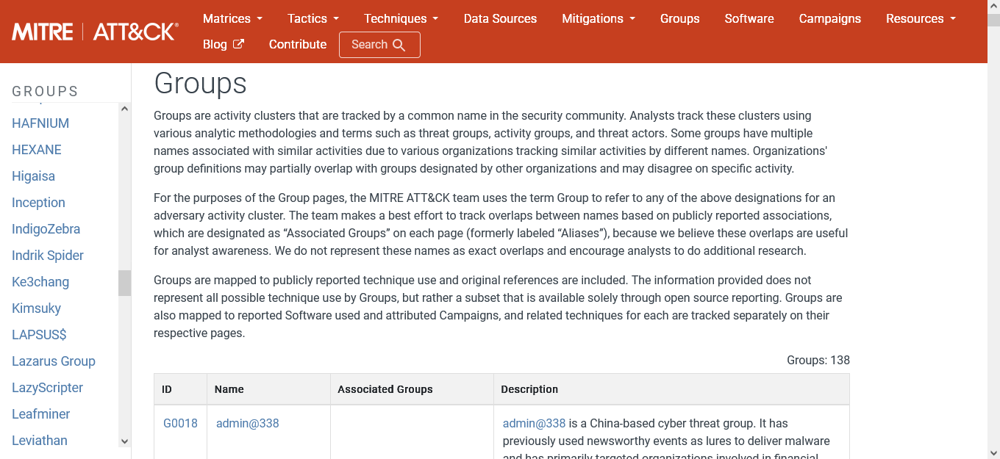 MITRE | ATT&CK®
Matrices Tactics Techniques Data Sources Mitigations Groups Software Campaigns Resources
Blog Contribute Search
GROUPS
HAFNIUM
HEXANE
Higaisa
Inception
IndigoZebra
Indrik Spider
Ke3chang
Kimsuky
LAPSUS$
Lazarus Group
LazyScripter
Leafminer
Leviathan
Groups
Groups are activity clusters that are tracked by a common name in the security community. Analysts track these clusters using
various analytic methodologies and terms such as threat groups, activity groups, and threat actors. Some groups have multiple
names associated with similar activities due to various organizations tracking similar activities by different names. Organizations'
group definitions may partially overlap with groups designated by other organizations and may disagree on specific activity.
For the purposes of the Group pages, the MITRE ATT&CK team uses the term Group to refer to any of the above designations for an
adversary activity cluster. The team makes a best effort to track overlaps between names based on publicly reported associations,
which are designated as “Associated Groups” on each page (formerly labeled “Aliases”), because we believe these overlaps are useful
for analyst awareness. We do not represent these names as exact overlaps and encourage analysts to do additional research.
Groups are mapped to publicly reported technique use and original references are included. The information provided does not
represent all possible technique use by Groups, but rather a subset that is available solely through open source reporting. Groups are
also mapped to reported Software used and attributed Campaigns, and related techniques for each are tracked separately on their
respective pages.
Groups: 138
ID Name Associated Groups Description
G0018 admin@338 admin@338 is a China-based cyber threat group. It has
previously used newsworthy events as lures to deliver malware
and has primarily targeted organizations involved in financial